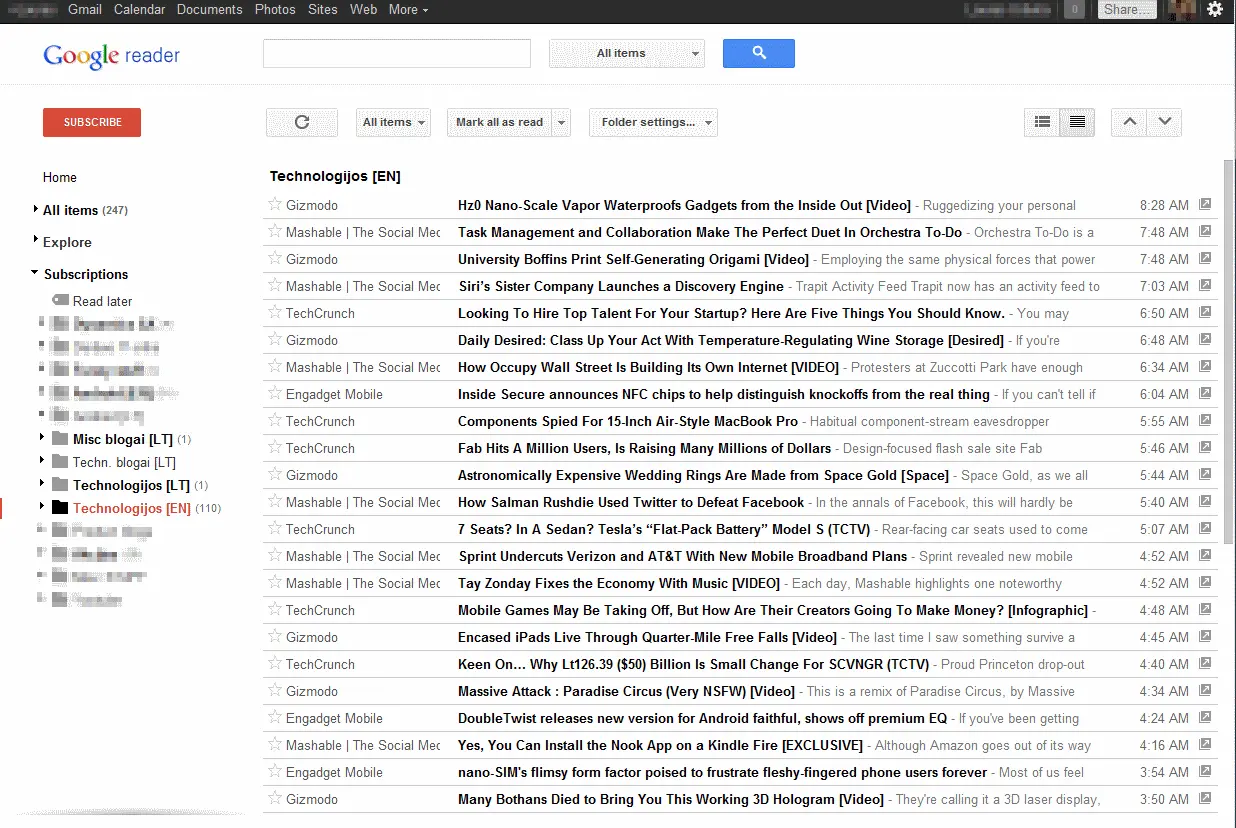 Gmail Calendar Documents Photos Sites Web More 0 Share...
Google reader All items
SUBSCRIBE All items Mark all as read Folder settings...
Home
All items (247)
Explore
Subscriptions
Read later
Misc blogai [LT] (1)
Techn. blogai [LT]
Technologijos [LT] (1)
Technologijos [EN] (110)
Technologijos [EN]
Gizmodo Hz0 Nano-Scale Vapor Waterproofs Gadgets from the Inside Out [Video] - Ruggedizing your personal 8:28 AM
Mashable | The Social Med Task Management and Collaboration Make The Perfect Duet In Orchestra To-Do - Orchestra To-Do is a 7:48 AM
Gizmodo University Boffins Print Self-Generating Origami [Video] - Employing the same physical forces that power 7:48 AM
Mashable | The Social Med Siri’s Sister Company Launches a Discovery Engine - Trapit Activity Feed Trapit now has an activity feed to 7:03 AM
TechCrunch Looking To Hire Top Talent For Your Startup? Here Are Five Things You Should Know. - You may 6:50 AM
Gizmodo Daily Desired: Class Up Your Act With Temperature-Regulating Wine Storage [Desired] - If you're 6:48 AM
Mashable | The Social Med How Occupy Wall Street Is Building Its Own Internet [VIDEO] - Protesters at Zuccotti Park have enough 6:34 AM
Engadget Mobile Inside Secure announces NFC chips to help distinguish knockoffs from the real thing - If you can't tell if 6:04 AM
TechCrunch Components Spied For 15-Inch Air-Style MacBook Pro - Habitual component-stream eavesdropper 5:55 AM
TechCrunch Fab Hits A Million Users, Is Raising Many Millions of Dollars - Design-focused flash sale site Fab 5:46 AM
Gizmodo Astronomically Expensive Wedding Rings Are Made from Space Gold [Space] - Space Gold, as we all 5:44 AM
Mashable | The Social Med How Salman Rushdie Used Twitter to Defeat Facebook - In the annals of Facebook, this will hardly be 5:40 AM
TechCrunch 7 Seats? In A Sedan? Tesla’s “Flat-Pack Battery” Model S (TCTV) - Rear-facing car seats used to come 5:07 AM
Mashable | The Social Med Sprint Undercuts Verizon and AT&T With New Mobile Broadband Plans - Sprint revealed new mobile 4:52 AM
Mashable | The Social Med Tay Zonday Fixes the Economy With Music [VIDEO] - Each day, Mashable highlights one noteworthy 4:52 AM
TechCrunch Mobile Games May Be Taking Off, But How Are Their Creators Going To Make Money? [Infographic] - 4:48 AM
Gizmodo Encased iPads Live Through Quarter-Mile Free Falls [Video] - The last time I saw something survive a 4:45 AM
TechCrunch Keen On… Why Lt126.39 ($50) Billion Is Small Change For SCVNGR (TCTV) - Proud Princeton drop-out 4:40 AM
Gizmodo Massive Attack : Paradise Circus (Very NSFW) [Video] - This is a remix of Paradise Circus, by Massive 4:34 AM
Engadget Mobile DoubleTwist releases new version for Android faithful, shows off premium EQ - If you've been getting 4:24 AM
Mashable | The Social Med Yes, You Can Install the Nook App on a Kindle Fire [EXCLUSIVE] - Although Amazon goes out of its way 4:16 AM
Engadget Mobile nano-SIM's flimsy form factor poised to frustrate fleshy-fingered phone users forever - Most of us feel 3:54 AM
Gizmodo Many Bothans Died to Bring You This Working 3D Hologram [Video] - They're calling it a 3D laser display, 3:50 AM